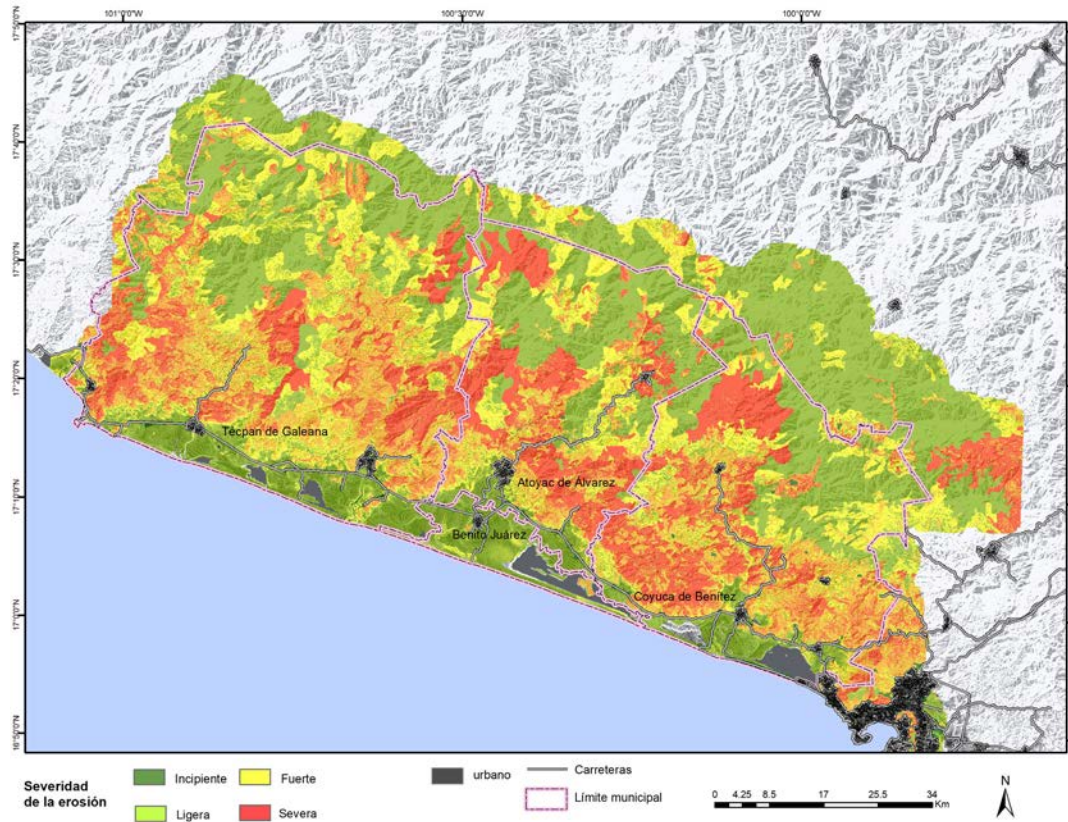 101°0'0"W
100°30'0"W
100°0'0"W
17°40'0"N
17°30'0"N
17°20'0"N
17°10'0"N
17°0'0"N
16°50'0"N
Técpan de Galeana
Atoyac de Álvarez
Benito Juárez
Coyuca de Benítez
Severidad
de la erosión
Incipiente
Ligera
Fuerte
Severa
urbano
Carreteras
Límite municipal
0 4.25 8.5 17 25.5 34
Km
N